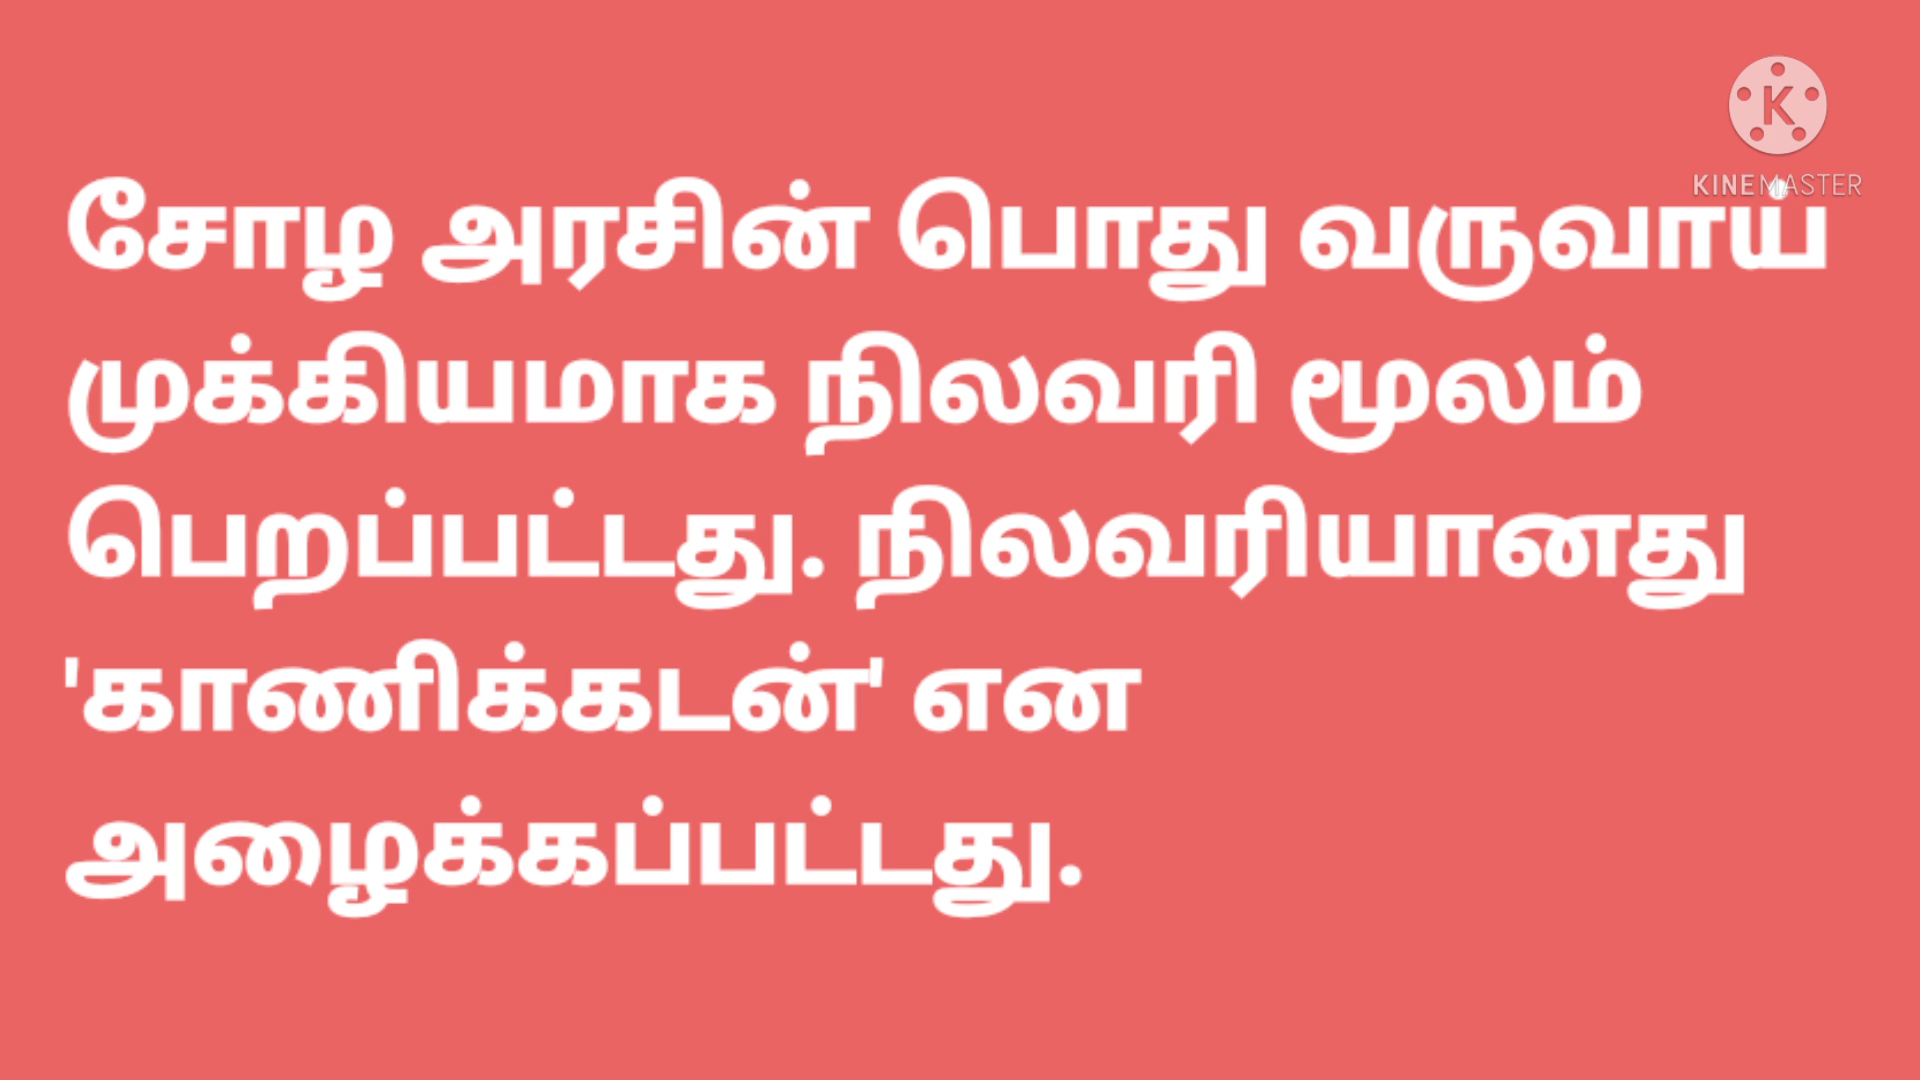 KINEMASTER
சோழ அரசின் பொது வருவாய்
முக்கியமாக நிலவரி மூலம்
பெறப்பட்டது. நிலவரியானது
'காணிக்கடன்' என
அழைக்கப்பட்டது.